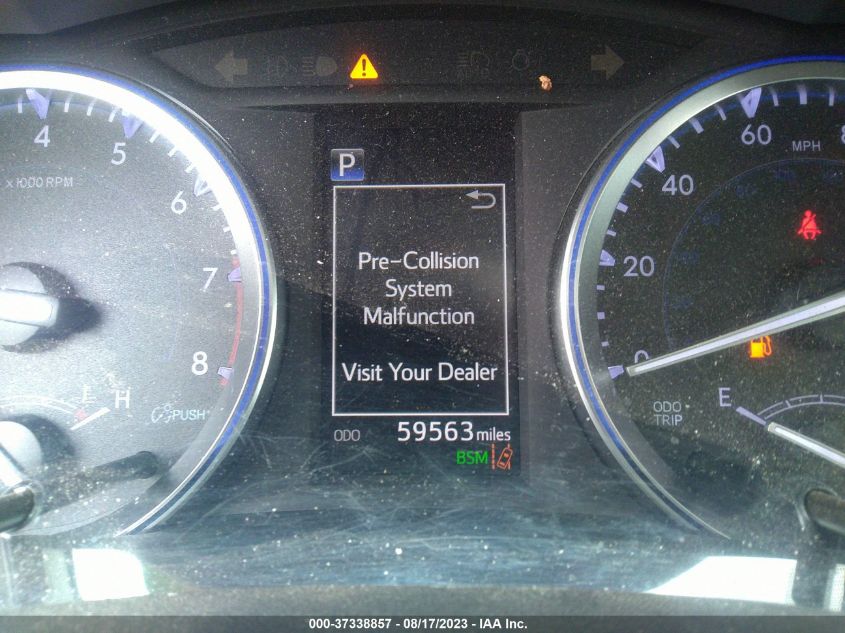 4
5
x1000 RPM
6
7
8
H
PUSH
P
Pre-Collision
System
Malfunction
Visit Your Dealer
ODO 59563 miles
BSM
60
MPH
40
20
0
E
ODO
TRIP
000-37338857 - 08/17/2023 - IAA Inc.